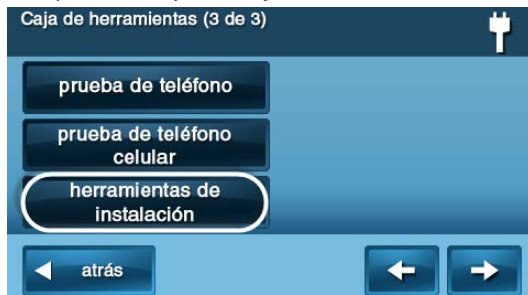 Caja de herramientas (3 de 3)
prueba de teléfono
prueba de teléfono
celular
herramientas de
instalación
atrás